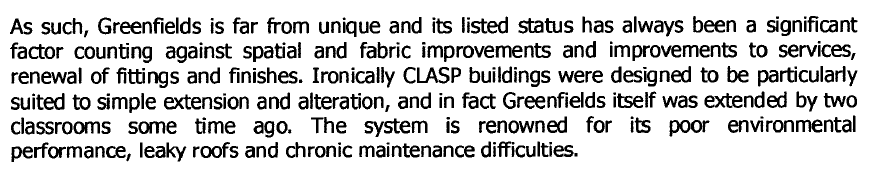 As such, Greenfields is far from unique and its listed status has always been a significant
factor counting against spatial and fabric improvements and improvements to services,
renewal of fittings and finishes. Ironically CLASP buildings were designed to be particularly
suited to simple extension and alteration, and in fact Greenfields itself was extended by two
classrooms some time ago. The system is renowned for its poor environmental
performance, leaky roofs and chronic maintenance difficulties.